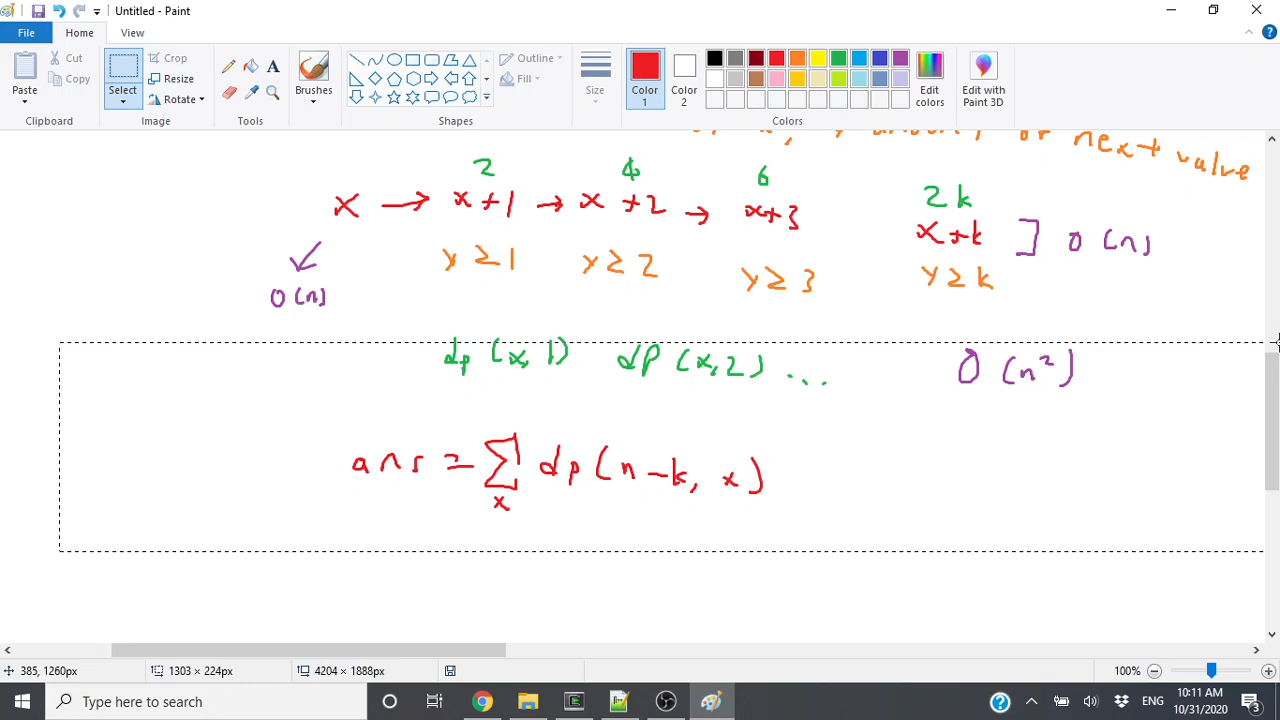 Untitled - Paint
File Home View
Paste
Cut
Copy
Clipboard
Select
Crop
Resize
Rotate
Image
A
Tools
Brushes
Shapes
Outline
Fill
Size
Color 1
Color 2
Edit colors
Colors
Edit with Paint 3D
amount of next value
2 4 6 2k
x → x+1 → x+2 → x+3 x+k ] O(n)
y ≥ 1 y ≥ 2 y ≥ 3 y ≥ k
O(n)
dp(x,1) dp(x,2) ... O(n²)
ans = ∑ dp(n-k, x)
x
385, 1260px 1303 × 224px 4204 × 1888px 100%
Type here to search
ENG
10:11 AM
10/31/2020
3